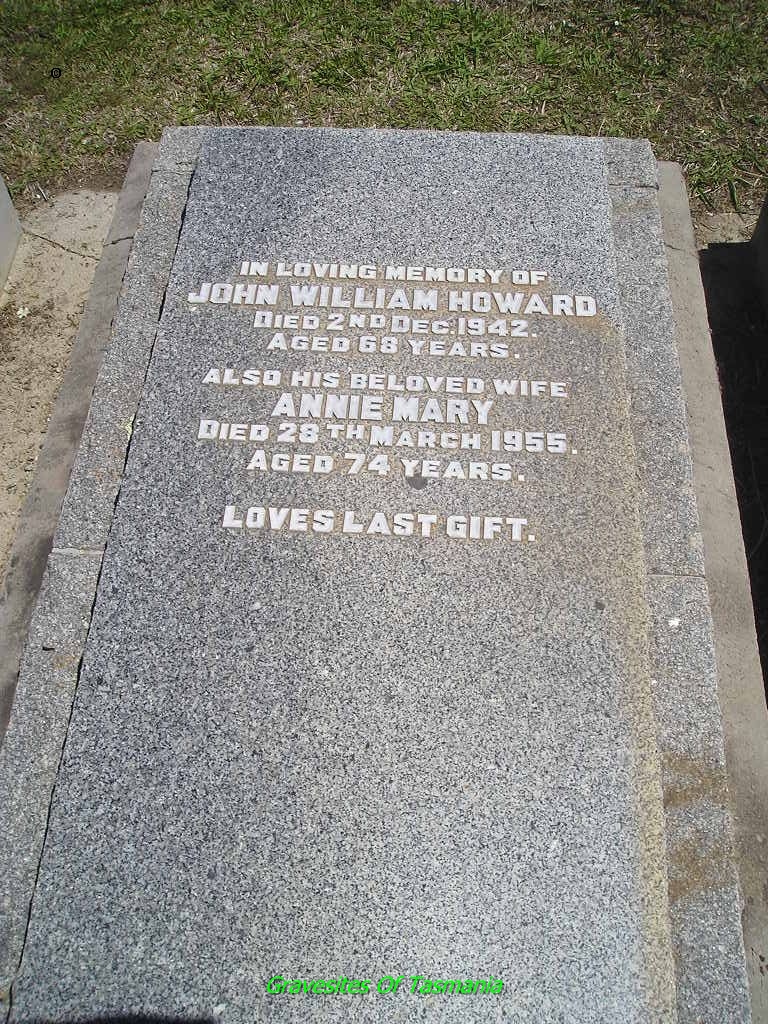 IN LOVING MEMORY OF
JOHN WILLIAM HOWARD
DIED 2ND DEC. 1942.
AGED 68 YEARS.
ALSO HIS BELOVED WIFE
ANNIE MARY
DIED 28TH MARCH 1955.
AGED 74 YEARS.
LOVES LAST GIFT.
Gravesites Of Tasmania